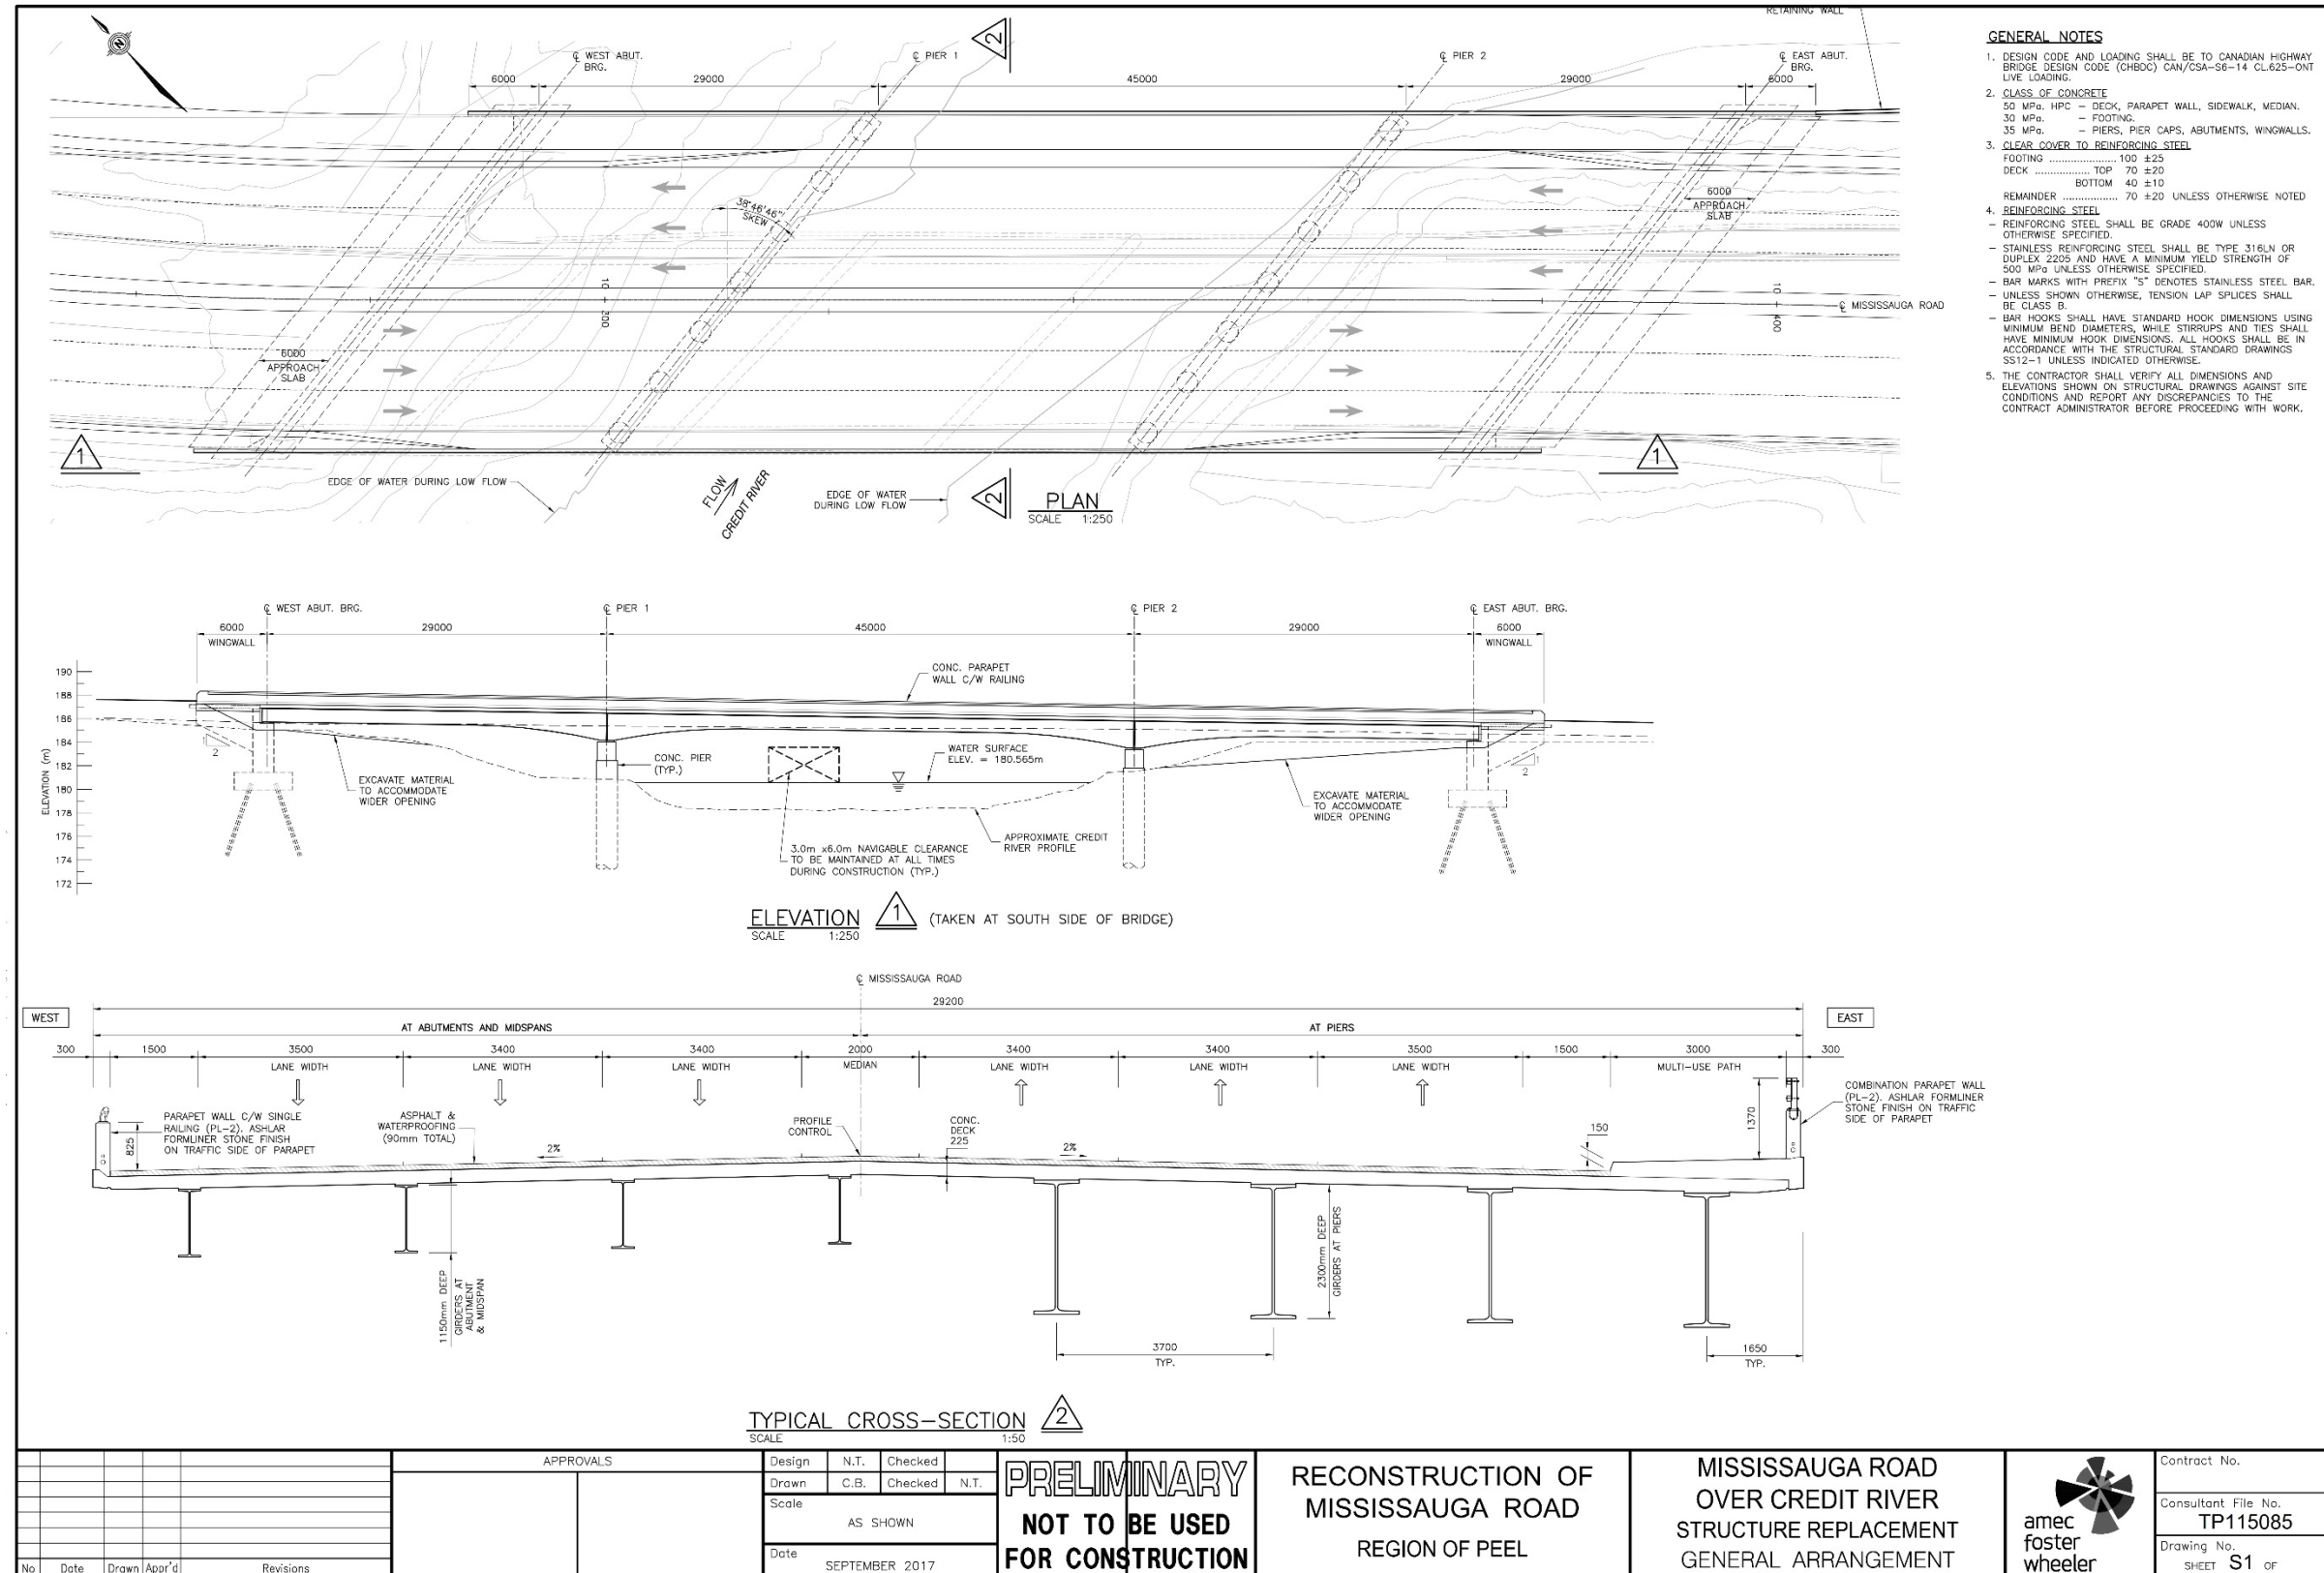 RETAINING WALL
℄ WEST ABUT.
BRG.
℄ PIER 1
2
℄ PIER 2
℄ EAST ABUT.
BRG.
6000
29000
45000
29000
6000
N
38°46'46"
SKEW
6000
APPROACH
SLAB
10 + 200
10 + 400
℄ MISSISSAUGA ROAD
6000
APPROACH
SLAB
1
1
EDGE OF WATER DURING LOW FLOW
FLOW
CREDIT RIVER
EDGE OF WATER
DURING LOW FLOW
2
PLAN
SCALE 1:250
GENERAL NOTES
1. DESIGN CODE AND LOADING SHALL BE TO CANADIAN HIGHWAY
BRIDGE DESIGN CODE (CHBDC) CAN/CSA-S6-14 CL.625-ONT
LIVE LOADING.
2. CLASS OF CONCRETE
50 MPa. HPC – DECK, PARAPET WALL, SIDEWALK, MEDIAN.
30 MPa. – FOOTING.
35 MPa. – PIERS, PIER CAPS, ABUTMENTS, WINGWALLS.
3. CLEAR COVER TO REINFORCING STEEL
FOOTING ...................... 100 ±25
DECK .................. TOP 70 ±20
BOTTOM 40 ±10
REMAINDER .................. 70 ±20 UNLESS OTHERWISE NOTED
4. REINFORCING STEEL
– REINFORCING STEEL SHALL BE GRADE 400W UNLESS
OTHERWISE SPECIFIED.
– STAINLESS REINFORCING STEEL SHALL BE TYPE 316LN OR
DUPLEX 2205 AND HAVE A MINIMUM YIELD STRENGTH OF
500 MPa UNLESS OTHERWISE SPECIFIED.
– BAR MARKS WITH PREFIX "S" DENOTES STAINLESS STEEL BAR.
– UNLESS SHOWN OTHERWISE, TENSION LAP SPLICES SHALL
BE CLASS B.
– BAR HOOKS SHALL HAVE STANDARD HOOK DIMENSIONS USING
MINIMUM BEND DIAMETERS, WHILE STIRRUPS AND TIES SHALL
HAVE MINIMUM HOOK DIMENSIONS. ALL HOOKS SHALL BE IN
ACCORDANCE WITH THE STRUCTURAL STANDARD DRAWINGS
SS12-1 UNLESS INDICATED OTHERWISE.
5. THE CONTRACTOR SHALL VERIFY ALL DIMENSIONS AND
ELEVATIONS SHOWN ON STRUCTURAL DRAWINGS AGAINST SITE
CONDITIONS AND REPORT ANY DISCREPANCIES TO THE
CONTRACT ADMINISTRATOR BEFORE PROCEEDING WITH WORK.
℄ WEST ABUT. BRG.
℄ PIER 1
℄ PIER 2
℄ EAST ABUT. BRG.
6000
WINGWALL
29000
45000
29000
6000
WINGWALL
ELEVATION (m)
190
188
186
184
182
180
178
176
174
172
CONC. PARAPET
WALL C/W RAILING
2
EXCAVATE MATERIAL
TO ACCOMMODATE
WIDER OPENING
CONC. PIER
(TYP.)
WATER SURFACE
ELEV. = 180.565m
EXCAVATE MATERIAL
TO ACCOMMODATE
WIDER OPENING
1
2
3.0m x6.0m NAVIGABLE CLEARANCE
TO BE MAINTAINED AT ALL TIMES
DURING CONSTRUCTION (TYP.)
APPROXIMATE CREDIT
RIVER PROFILE
ELEVATION 1 (TAKEN AT SOUTH SIDE OF BRIDGE)
SCALE 1:250
℄ MISSISSAUGA ROAD
29200
WEST
EAST
AT ABUTMENTS AND MIDSPANS
AT PIERS
300
1500
3500
LANE WIDTH
3400
LANE WIDTH
3400
LANE WIDTH
2000
MEDIAN
3400
LANE WIDTH
3400
LANE WIDTH
3500
LANE WIDTH
1500
3000
MULTI-USE PATH
300
825
PARAPET WALL C/W SINGLE
RAILING (PL-2). ASHLAR
FORMLINER STONE FINISH
ON TRAFFIC SIDE OF PARAPET
ASPHALT &
WATERPROOFING
(90mm TOTAL)
2%
PROFILE
CONTROL
CONC.
DECK
225
2%
150
1370
COMBINATION PARAPET WALL
(PL-2). ASHLAR FORMLINER
STONE FINISH ON TRAFFIC
SIDE OF PARAPET
1150mm DEEP
GIRDERS AT
ABUTMENT
& MIDSPAN
2300mm DEEP
GIRDERS AT PIERS
3700
TYP.
1650
TYP.
TYPICAL CROSS-SECTION 2
SCALE 1:50
No Date Drawn Appr'd Revisions
APPROVALS
Design N.T. Checked
Drawn C.B. Checked N.T.
Scale
AS SHOWN
Date
SEPTEMBER 2017
PRELIMINARY
NOT TO BE USED
FOR CONSTRUCTION
RECONSTRUCTION OF
MISSISSAUGA ROAD
REGION OF PEEL
MISSISSAUGA ROAD
OVER CREDIT RIVER
STRUCTURE REPLACEMENT
GENERAL ARRANGEMENT
amec
foster
wheeler
Contract No.
Consultant File No.
TP115085
Drawing No.
SHEET S1 OF